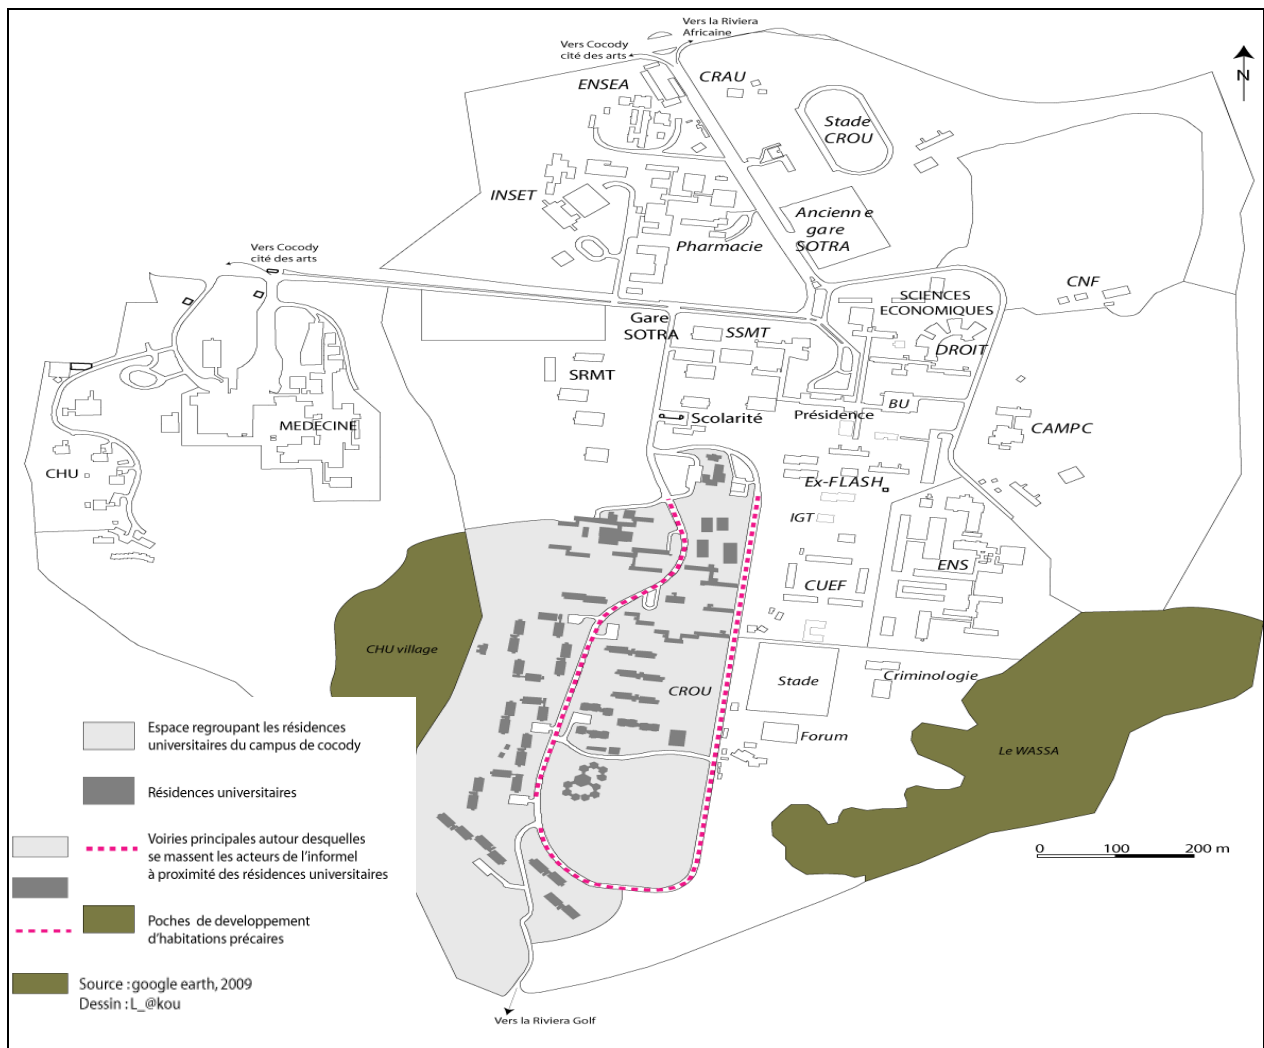 Vers la Riviera
Africaine
Vers Cocody
cité des arts
N
ENSEA
CRAU
Stade
CROU
INSET
Ancienne
gare
SOTRA
Pharmacie
Vers Cocody
cité des arts
CNF
SCIENCES
ECONOMIQUES
Gare
SOTRA
SSMT
DROIT
SRMT
BU
Présidence
Scolarité
CAMPC
MEDECINE
CHU
Ex-FLASH
IGT
ENS
CUEF
CHU village
Criminologie
Stade
CROU
Forum
Le WASSA
Espace regroupant les résidences
universitaires du campus de cocody
Résidences universitaires
Voiries principales autour desquelles
se massent les acteurs de l'informel
à proximité des résidences universitaires
0 100 200 m
Poches de developpement
d'habitations précaires
Source : google earth, 2009
Dessin : L_@kou
Vers la Riviera Golf